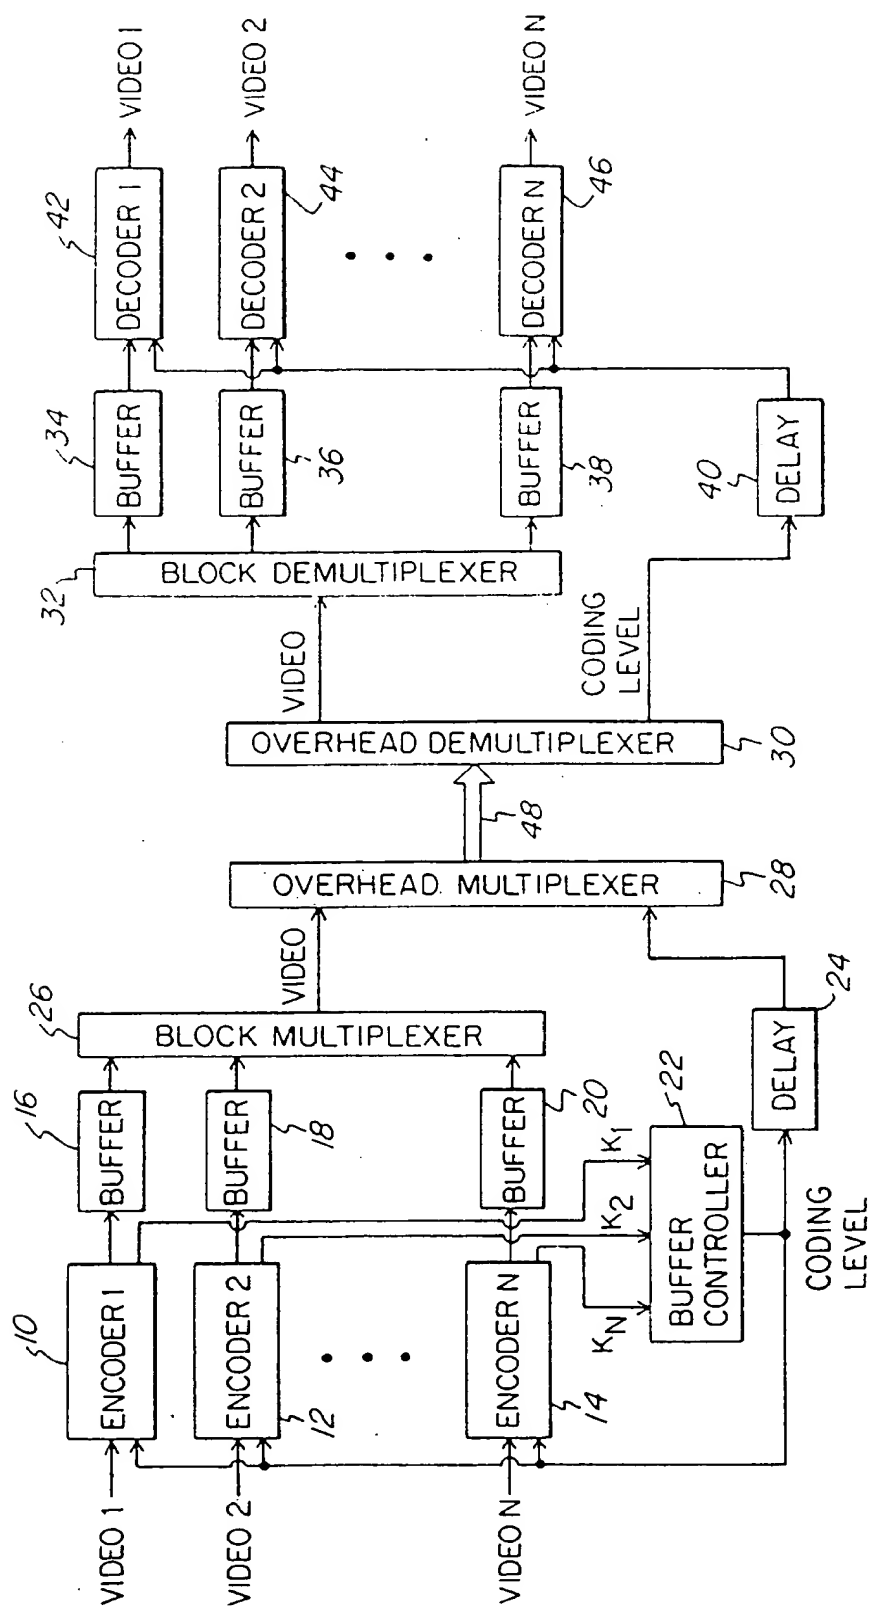 VIDEO 1
10
ENCODER 1
16
BUFFER
26
BLOCK MULTIPLEXER
VIDEO 2
ENCODER 2
12
BUFFER
18
VIDEO N
ENCODER N
14
BUFFER
20
KN
K2
K1
BUFFER
CONTROLLER
22
CODING
LEVEL
DELAY
24
VIDEO
OVERHEAD MULTIPLEXER
28
48
OVERHEAD DEMULTIPLEXER
30
VIDEO
CODING
LEVEL
32
BLOCK DEMULTIPLEXER
34
BUFFER
42
DECODER 1
VIDEO 1
BUFFER
36
DECODER 2
44
VIDEO 2
BUFFER
38
DECODER N
46
VIDEO N
40
DELAY